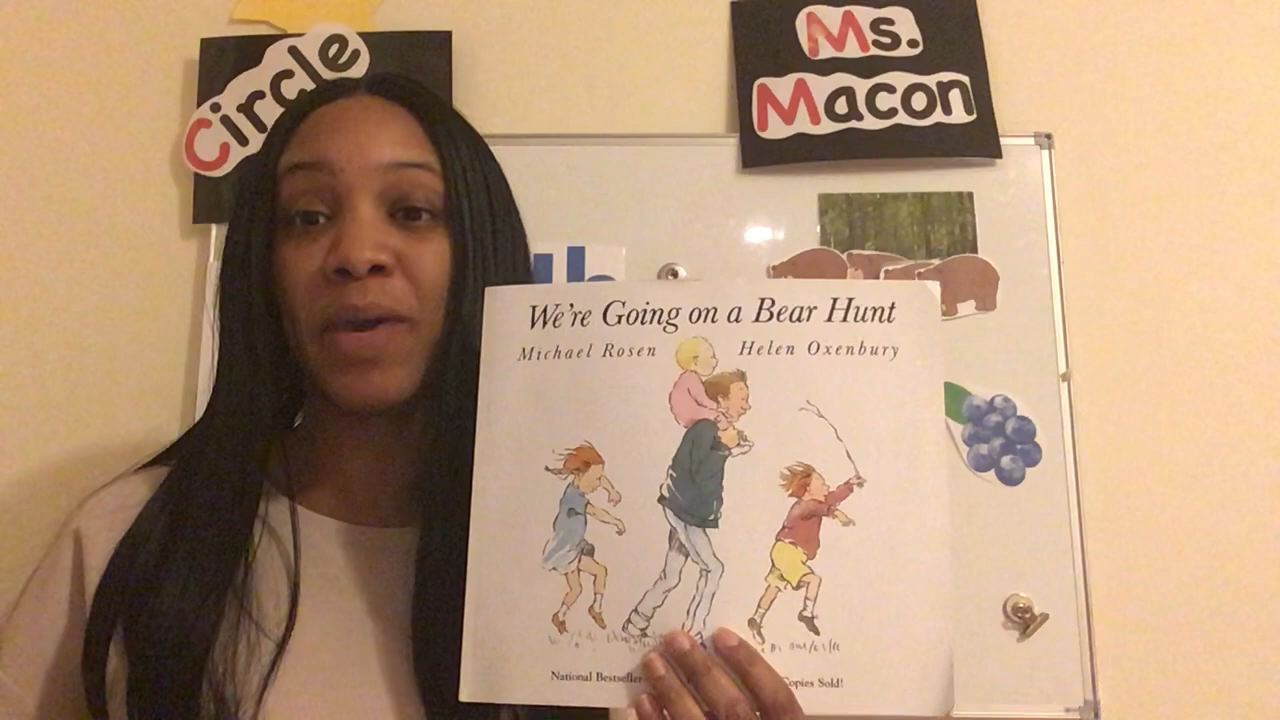 Circle
Ms.
Macon
We're Going on a Bear Hunt
Michael Rosen Helen Oxenbury
National Bestseller Copies Sold!